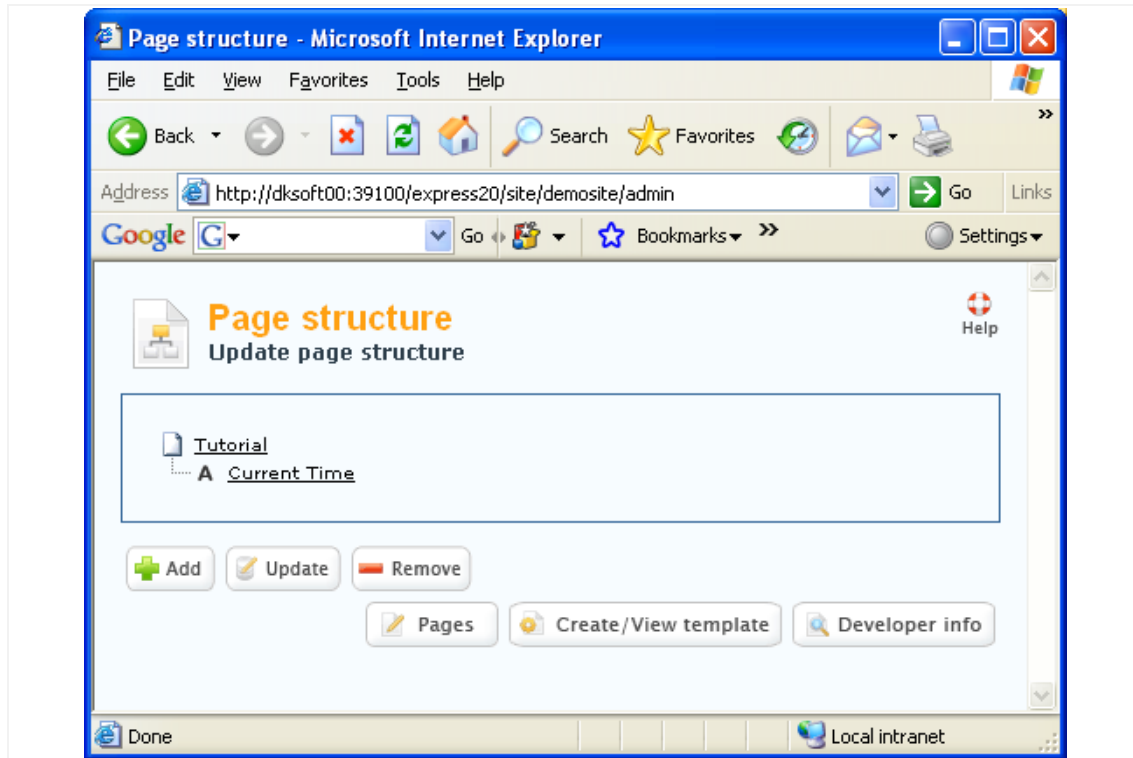 Page structure - Microsoft Internet Explorer
File Edit View Favorites Tools Help
Back Search Favorites »
Address http://dksoft00:39100/express20/site/demosite/admin Go Links
Google G Go Bookmarks » Settings
Page structure
Help
Update page structure
Tutorial
A Current Time
Add Update Remove
Pages Create/View template Developer info
Done Local intranet